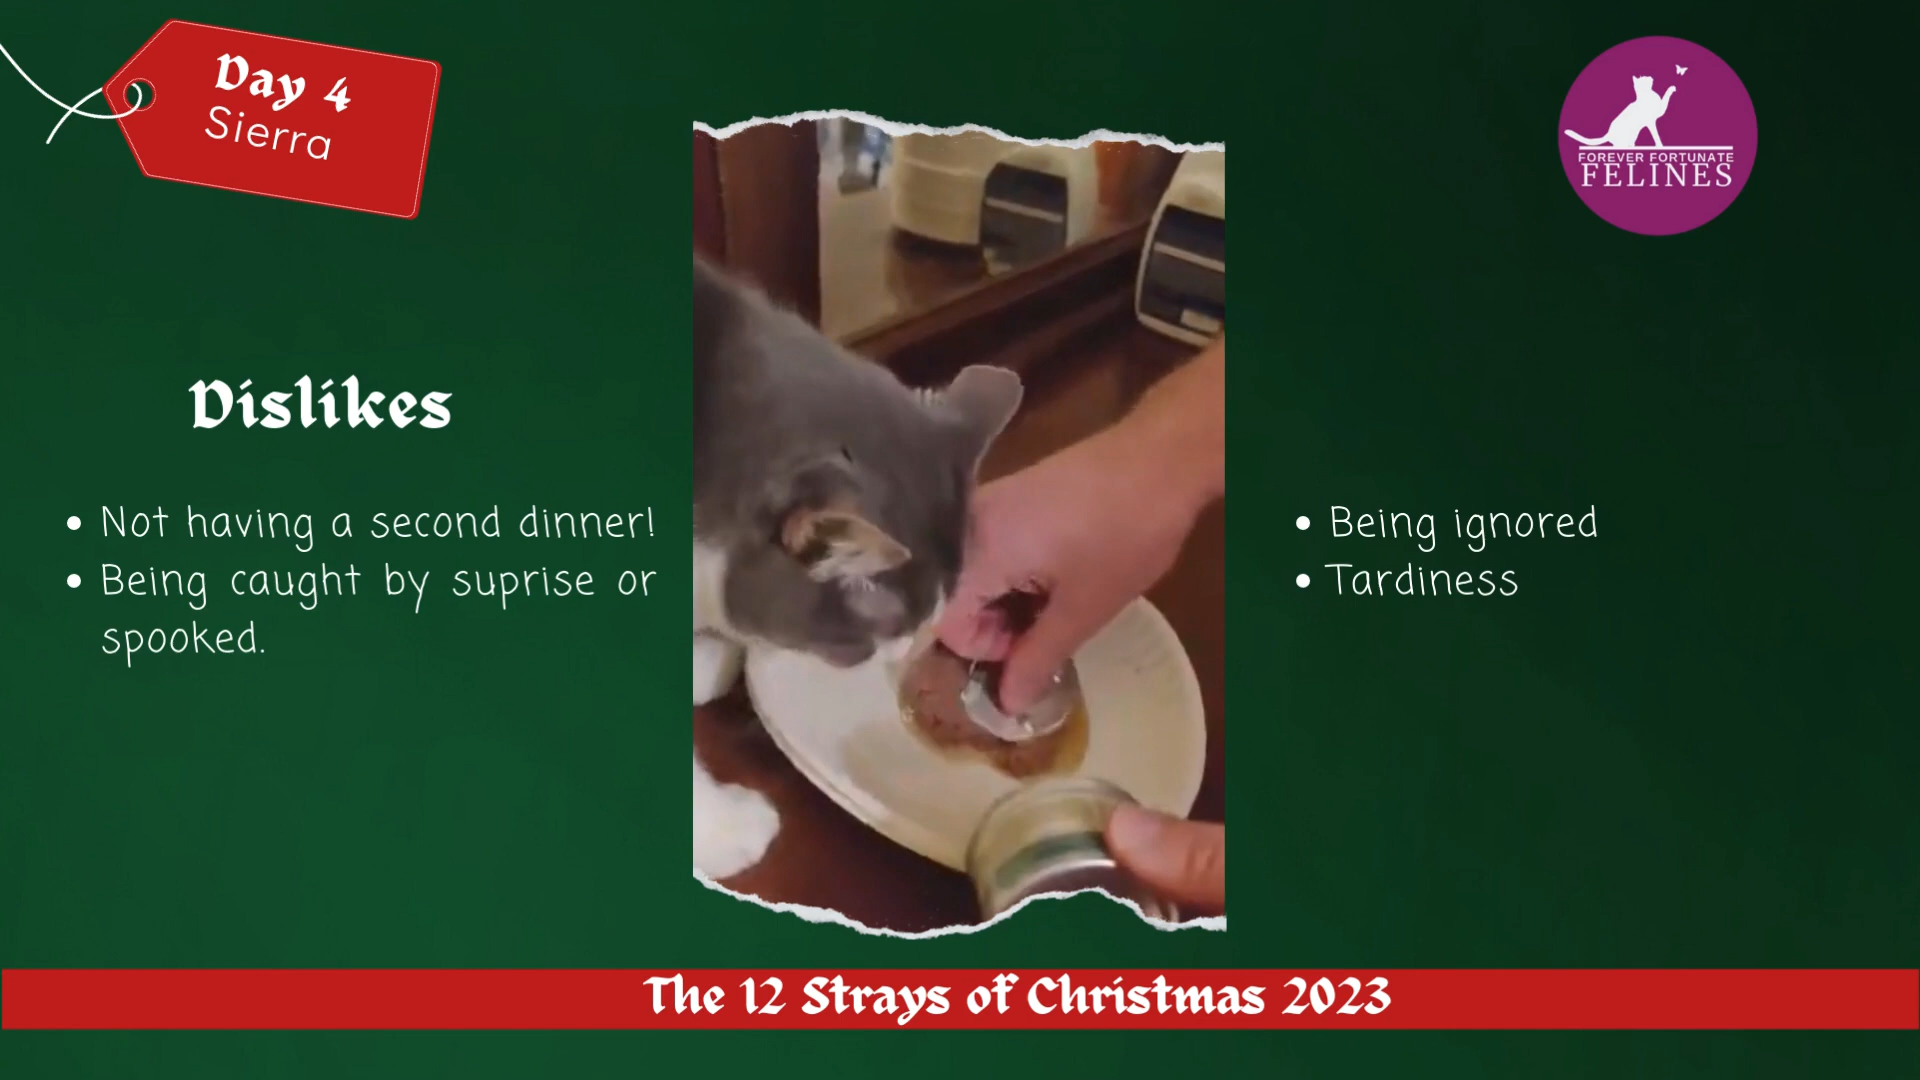 Day 4
Sierra
FOREVER FORTUNATE
FELINES
Dislikes
• Not having a second dinner!
• Being caught by suprise or
spooked.
• Being ignored
• Tardiness
The 12 Strays of Christmas 2023